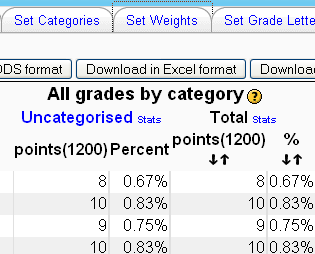 Set Categories Set Weights Set Grade Lette
DS format Download in Excel format Downloa
All grades by category ?
Uncategorised Stats Total Stats
points(1200) Percent points(1200) %
↓↑ ↓↑
8 0.67% 8 0.67%
10 0.83% 10 0.83%
9 0.75% 9 0.75%
10 0.83% 10 0.83%